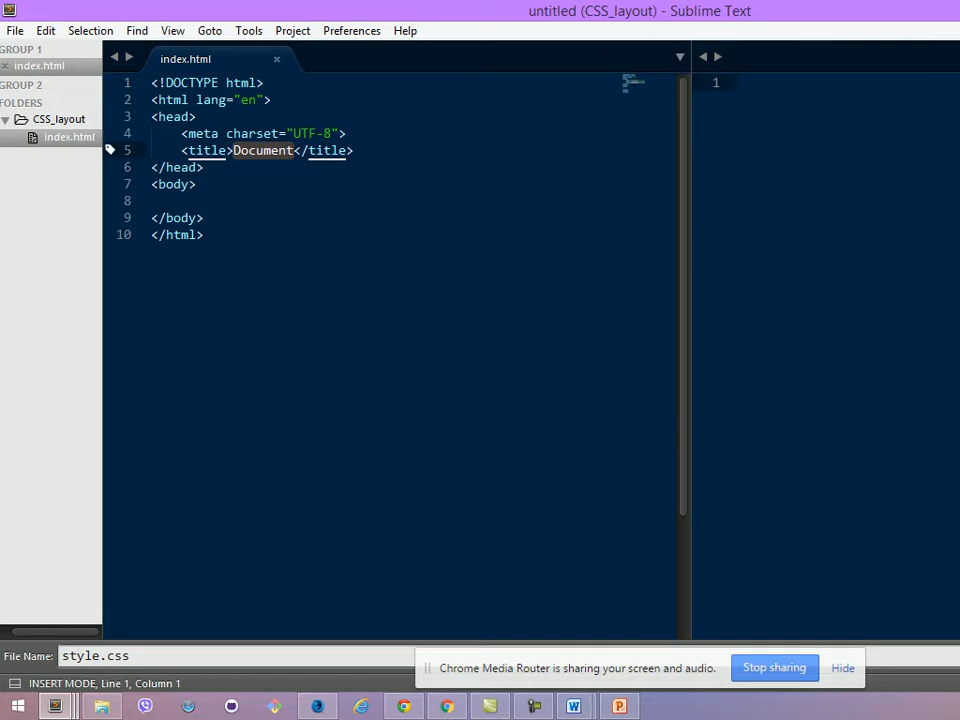 untitled (CSS_layout) - Sublime Text
File Edit Selection Find View Goto Tools Project Preferences Help
GROUP 1
index.html
GROUP 2
FOLDERS
CSS_layout
index.html
index.html
1 <!DOCTYPE html>
2 <html lang="en">
3 <head>
4 <meta charset="UTF-8">
5 <title>Document</title>
6 </head>
7 <body>
8
9 </body>
10 </html>
1
File Name: style.css
Chrome Media Router is sharing your screen and audio. Stop sharing Hide
INSERT MODE, Line 1, Column 1